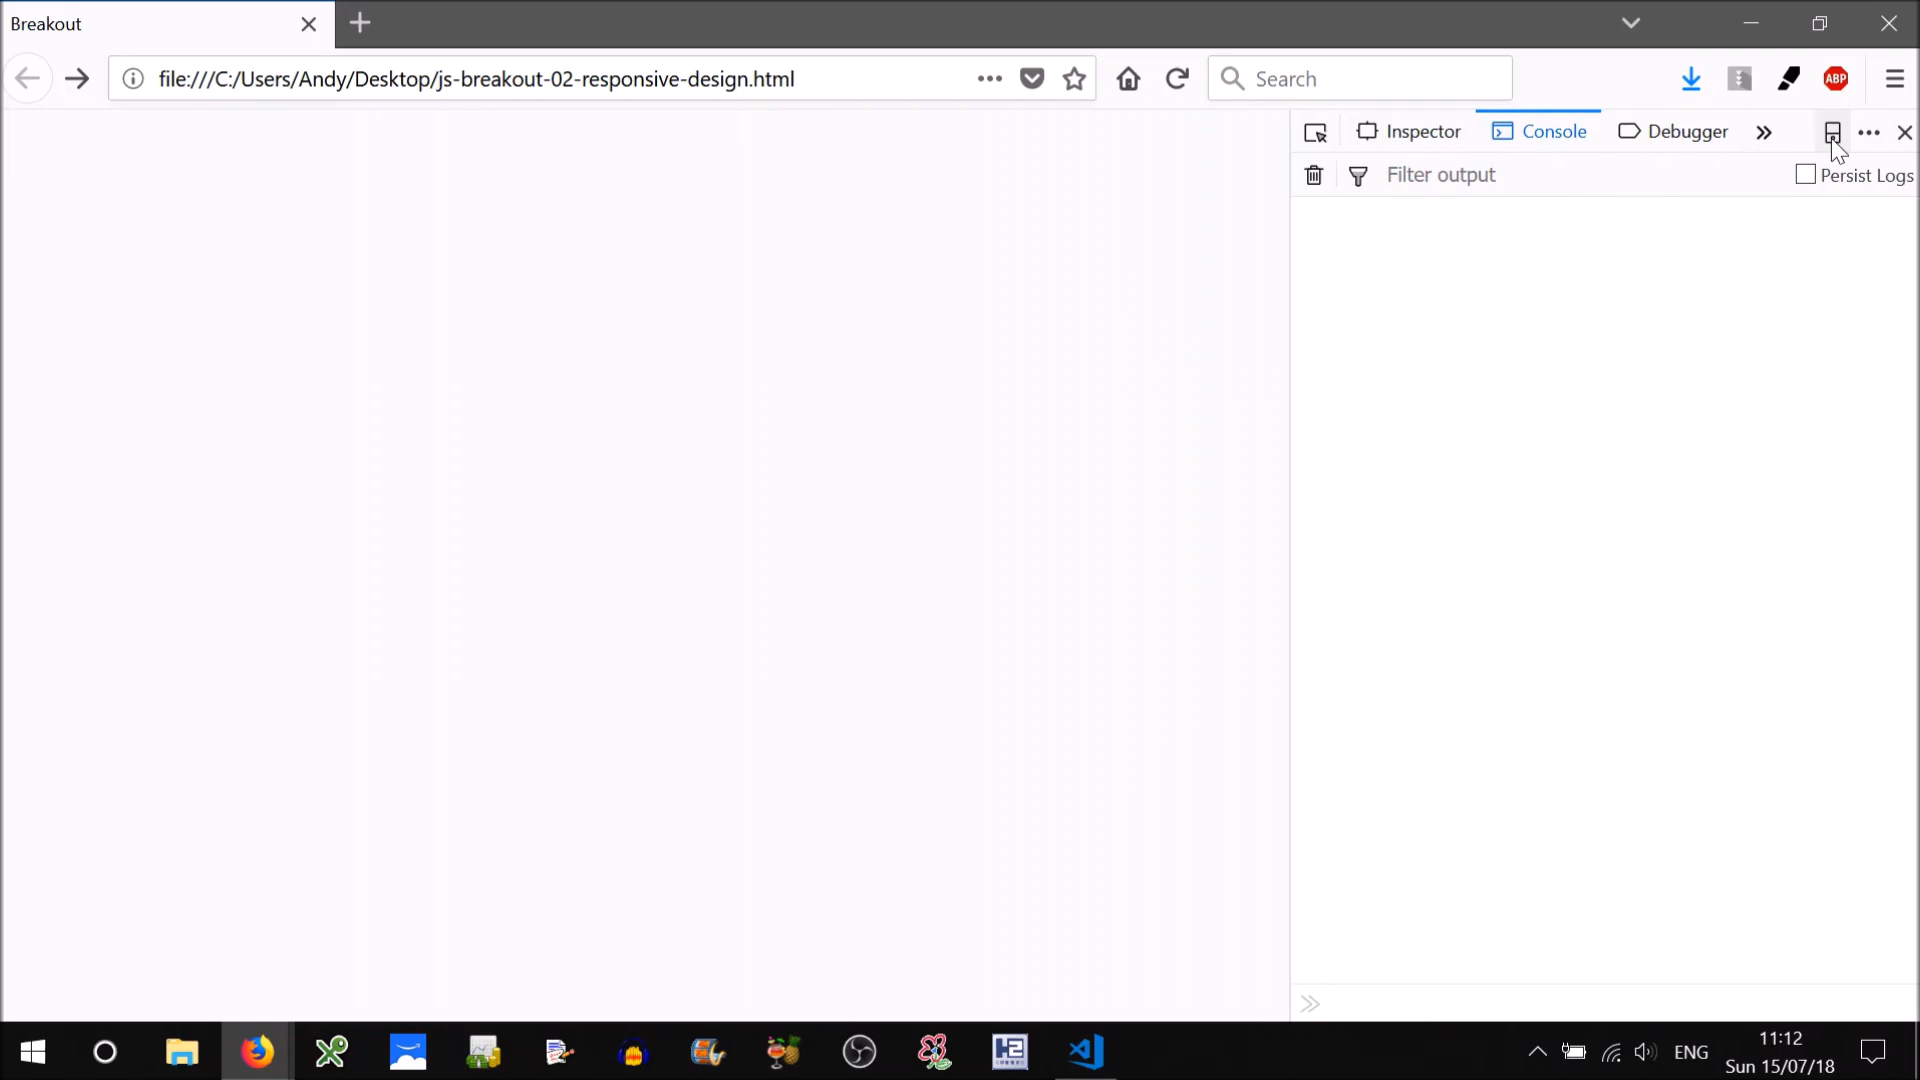 Breakout
file:///C:/Users/Andy/Desktop/js-breakout-02-responsive-design.html
Search
ABP
Inspector
Console
Debugger
Filter output
Persist Logs
H2
ENG
11:12
Sun 15/07/18